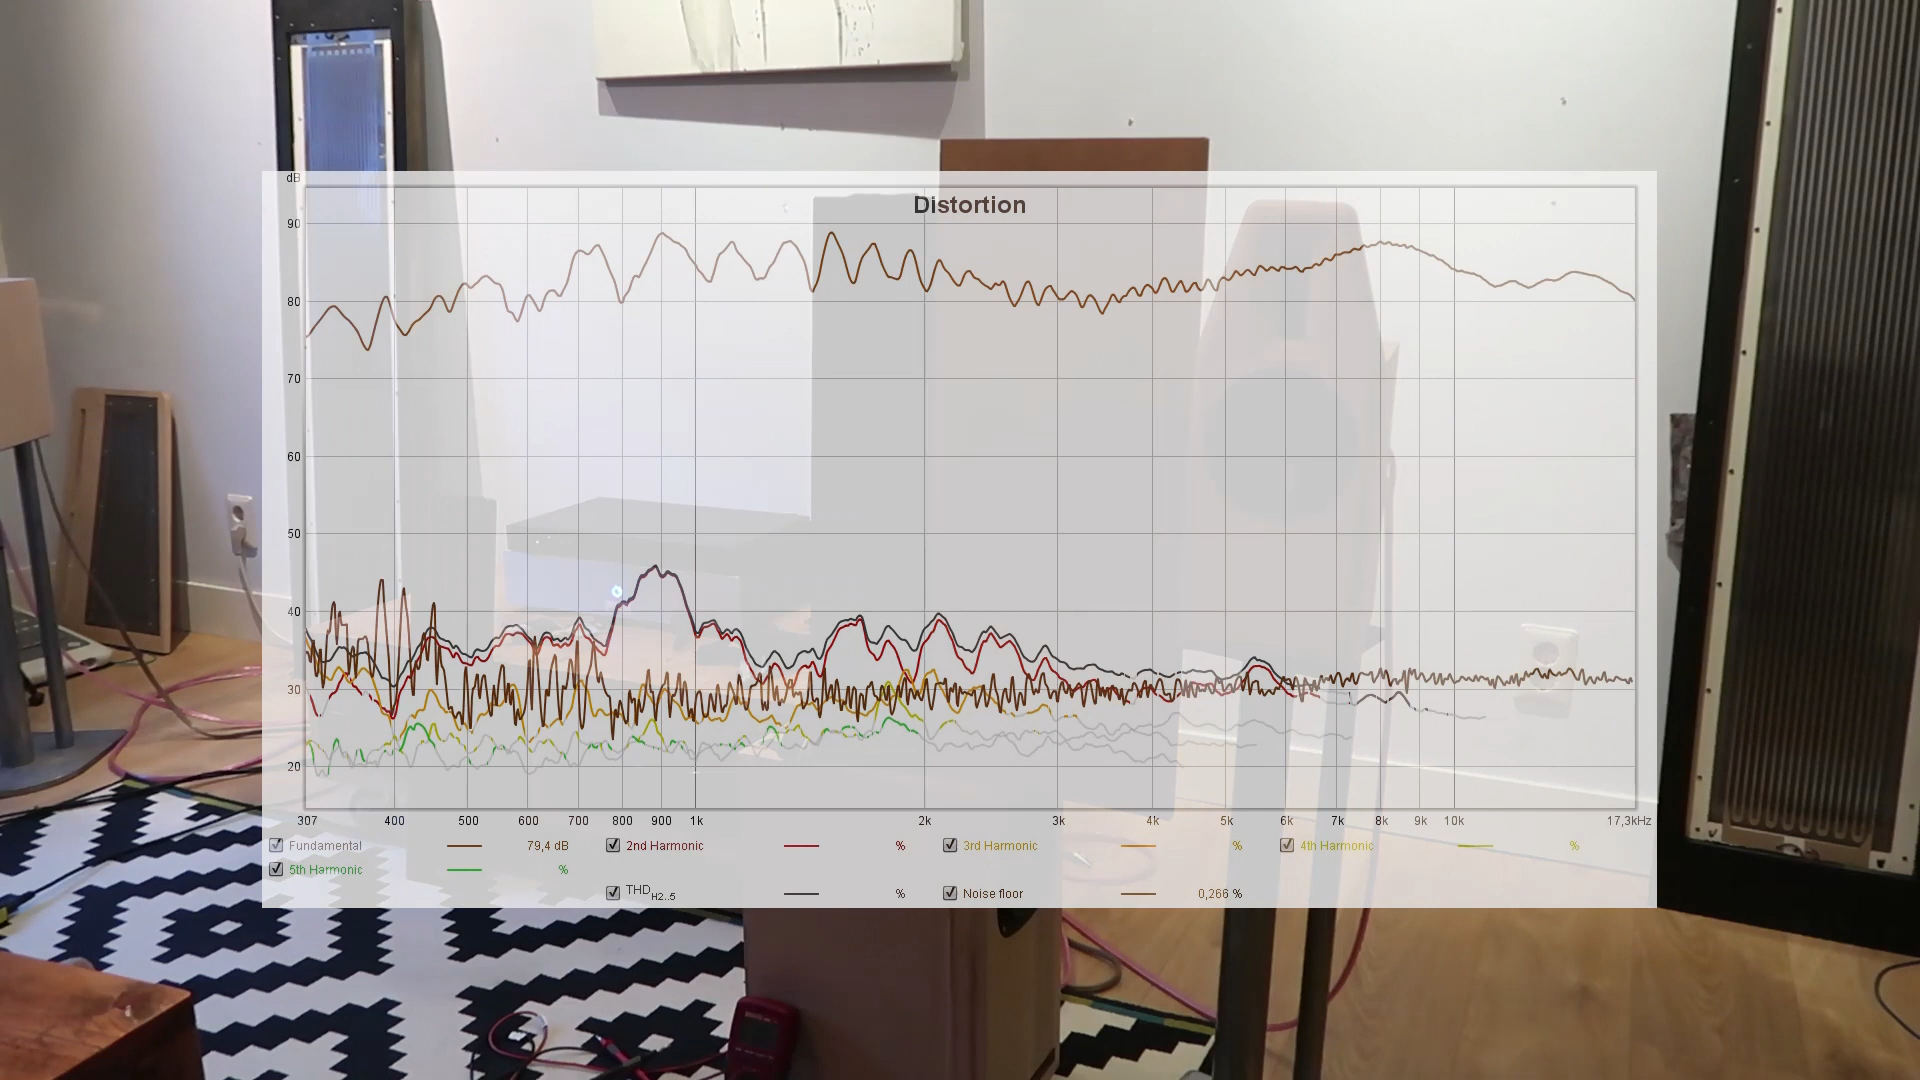 dB
Distortion
90
80
70
60
50
40
30
20
307 400 500 600 700 800 900 1k 2k 3k 4k 5k 6k 7k 8k 9k 10k 17,3kHz
Fundamental 79,4 dB 2nd Harmonic % 3rd Harmonic % 4th Harmonic %
5th Harmonic %
THD H2..5 % Noise floor 0,266 %